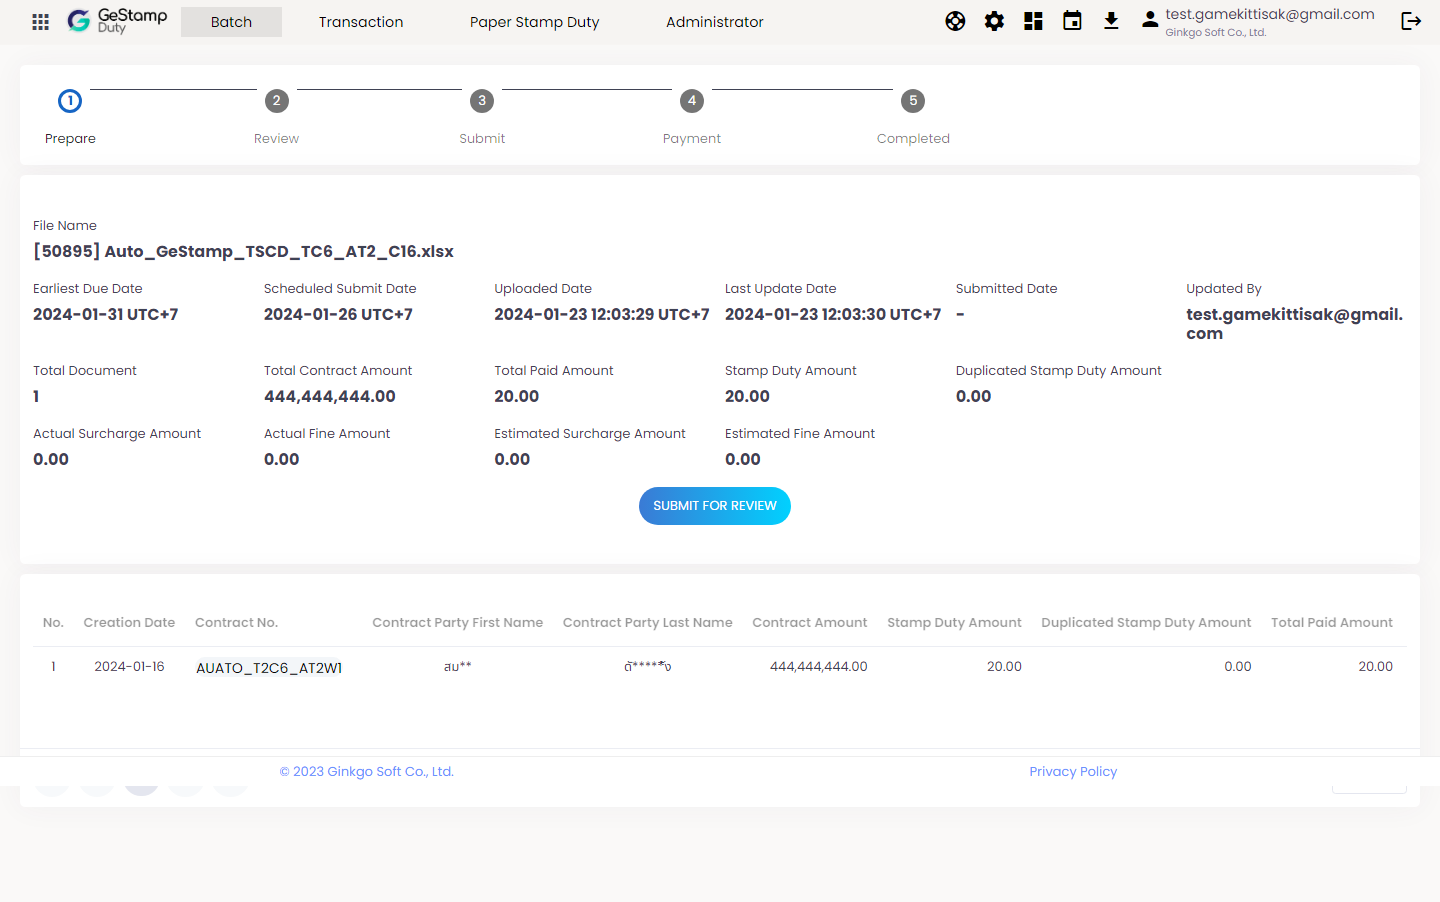 GeStamp
Duty
Batch
Transaction
Paper Stamp Duty
Administrator
test.gamekittisak@gmail.com
Ginkgo Soft Co., Ltd.
1
2
3
4
5
Prepare
Review
Submit
Payment
Completed
File Name
[50895] Auto_GeStamp_TSCD_TC6_AT2_C16.xlsx
Earliest Due Date
Scheduled Submit Date
Uploaded Date
Last Update Date
Submitted Date
Updated By
2024-01-31 UTC+7
2024-01-26 UTC+7
2024-01-23 12:03:29 UTC+7
2024-01-23 12:03:30 UTC+7
-
test.gamekittisak@gmail.
com
Total Document
Total Contract Amount
Total Paid Amount
Stamp Duty Amount
Duplicated Stamp Duty Amount
1
444,444,444.00
20.00
20.00
0.00
Actual Surcharge Amount
Actual Fine Amount
Estimated Surcharge Amount
Estimated Fine Amount
0.00
0.00
0.00
0.00
SUBMIT FOR REVIEW
No. Creation Date Contract No. Contract Party First Name Contract Party Last Name Contract Amount Stamp Duty Amount Duplicated Stamp Duty Amount Total Paid Amount
1 2024-01-16 AUATO_T2C6_AT2W1 สม** 444,444,444.00 20.00 0.00 20.00
© 2023 Ginkgo Soft Co., Ltd.
Privacy Policy